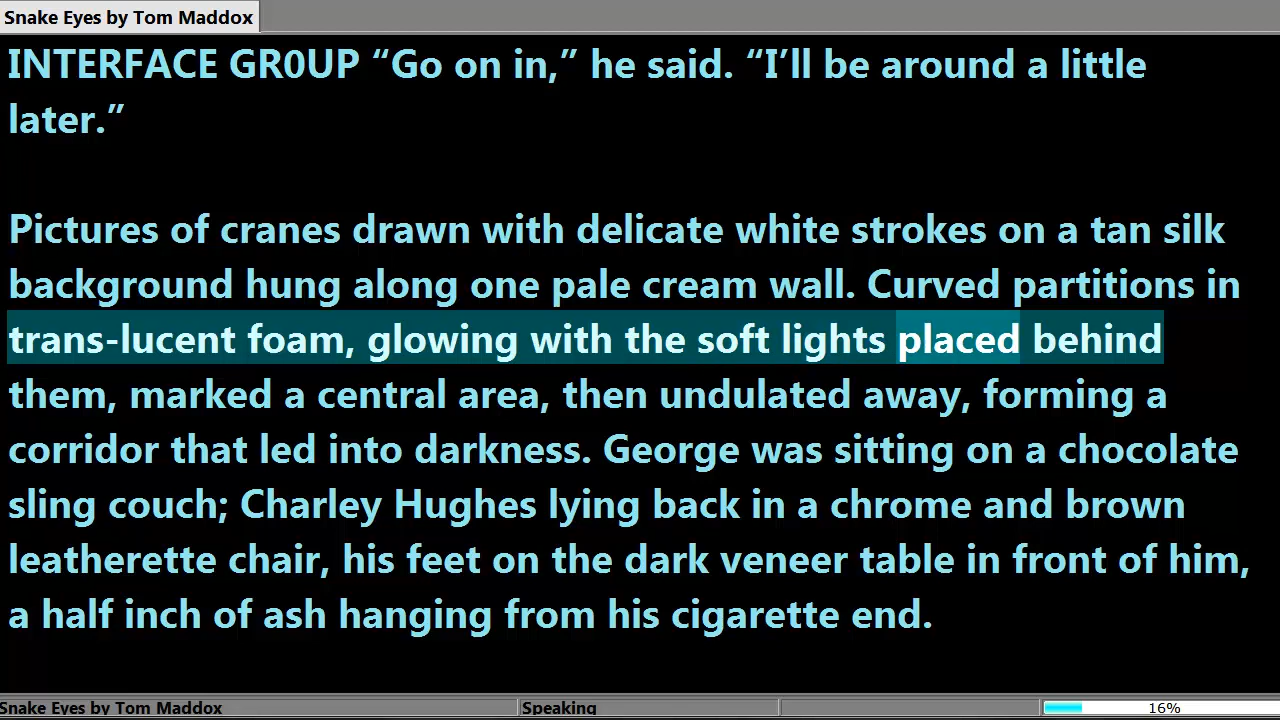 Snake Eyes by Tom Maddox
INTERFACE GR0UP “Go on in,” he said. “I’ll be around a little
later.”
Pictures of cranes drawn with delicate white strokes on a tan silk
background hung along one pale cream wall. Curved partitions in
trans-lucent foam, glowing with the soft lights placed behind
them, marked a central area, then undulated away, forming a
corridor that led into darkness. George was sitting on a chocolate
sling couch; Charley Hughes lying back in a chrome and brown
leatherette chair, his feet on the dark veneer table in front of him,
a half inch of ash hanging from his cigarette end.
Snake Eyes by Tom Maddox Speaking 16%